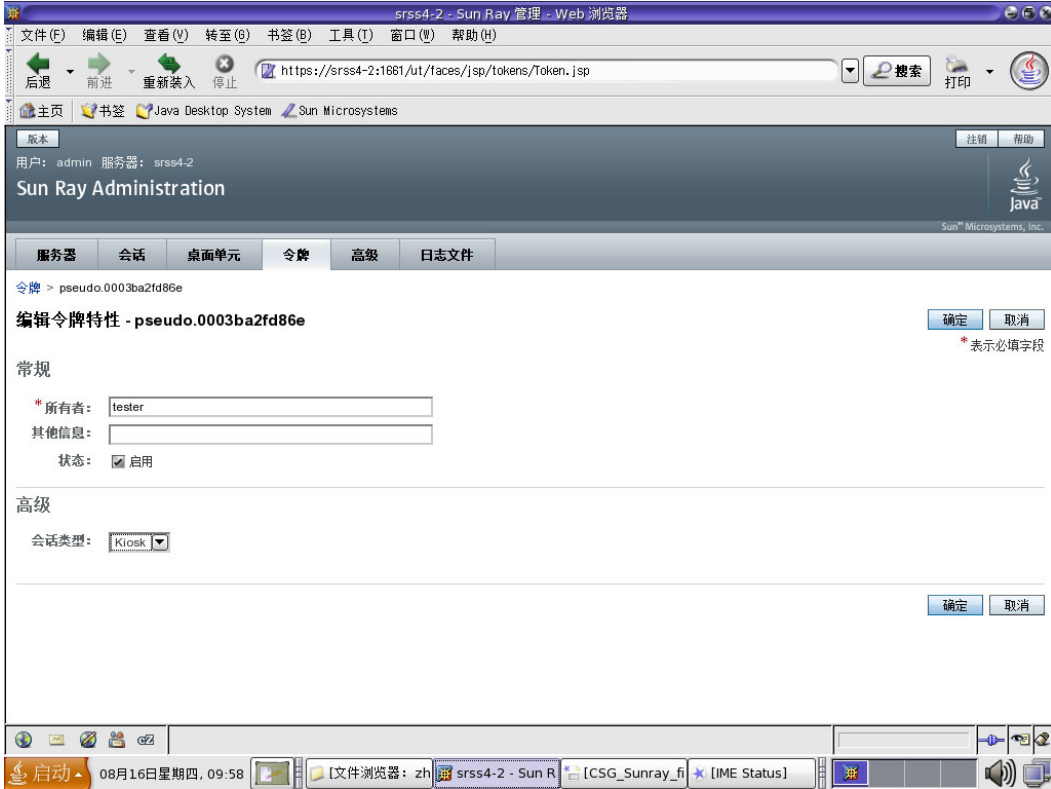 srss4-2 - Sun Ray 管理 - Web 浏览器
文件(F) 编辑(E) 查看(V) 转至(G) 书签(B) 工具(T) 窗口(W) 帮助(H)
后退 前进 重新装入 停止 https://srss4-2:1661/ut/faces/jsp/tokens/Token.jsp 搜索 打印
主页 书签 Java Desktop System Sun Microsystems
版本 注销 帮助
用户: admin 服务器: srss4-2
Sun Ray Administration
Java
Sun™ Microsystems, Inc.
服务器 会话 桌面单元 令牌 高级 日志文件
令牌 > pseudo.0003ba2fd86e
编辑令牌特性 - pseudo.0003ba2fd86e 确定 取消
* 表示必填字段
常规
* 所有者: tester
其他信息:
状态: 启用
高级
会话类型: Kiosk
确定 取消
启动 08月16日星期四, 09:58 [文件浏览器: zh srss4-2 - Sun R [CSG_Sunray_fi [IME Status]